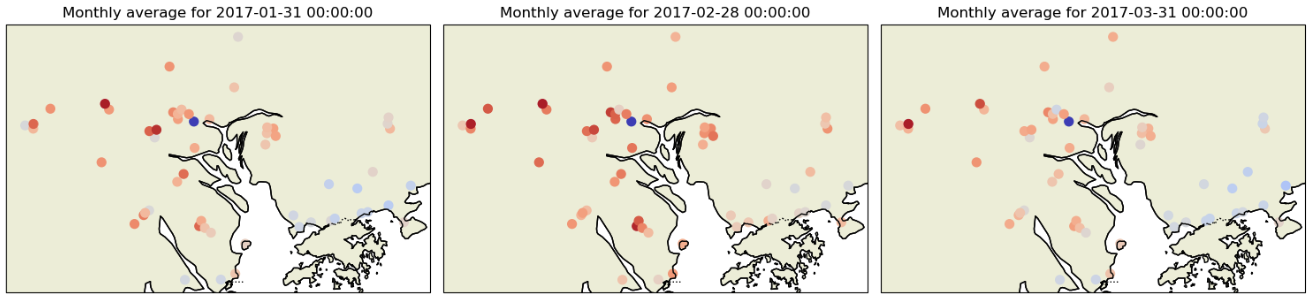 Monthly average for 2017-01-31 00:00:00
Monthly average for 2017-02-28 00:00:00
Monthly average for 2017-03-31 00:00:00